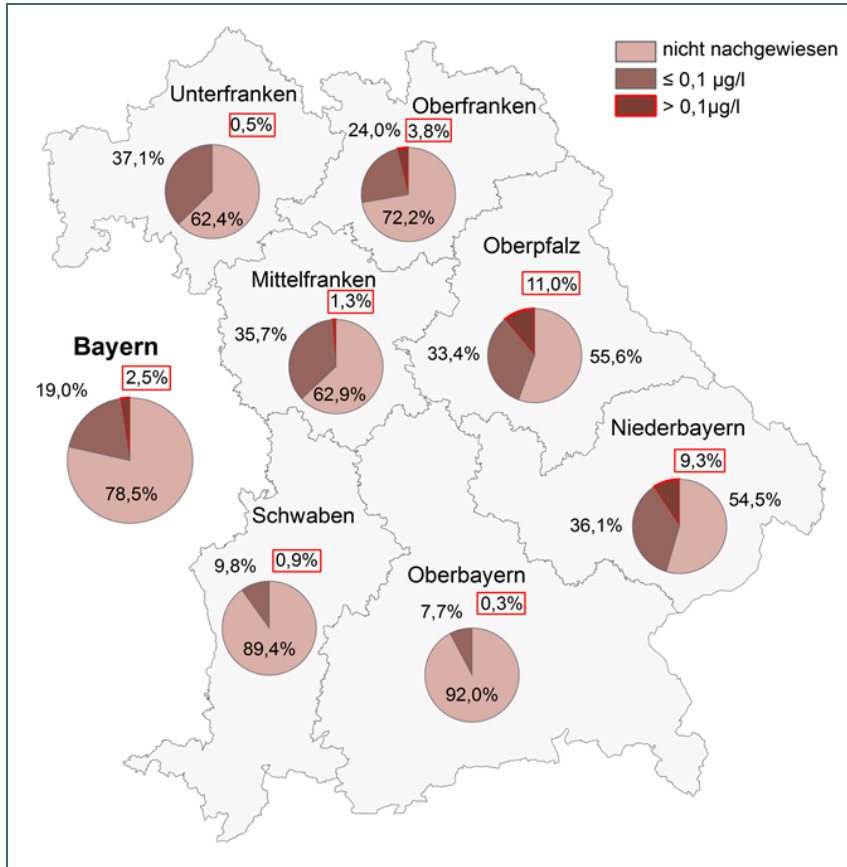 nicht nachgewiesen
≤ 0,1 µg/l
> 0,1µg/l
Unterfranken
0,5%
37,1%
62,4%
Oberfranken
24,0% 3,8%
72,2%
Oberpfalz
11,0%
33,4% 55,6%
Mittelfranken
1,3%
35,7%
62,9%
Bayern
19,0% 2,5%
78,5%
Niederbayern
9,3%
36,1% 54,5%
Schwaben
9,8% 0,9%
89,4%
Oberbayern
7,7% 0,3%
92,0%